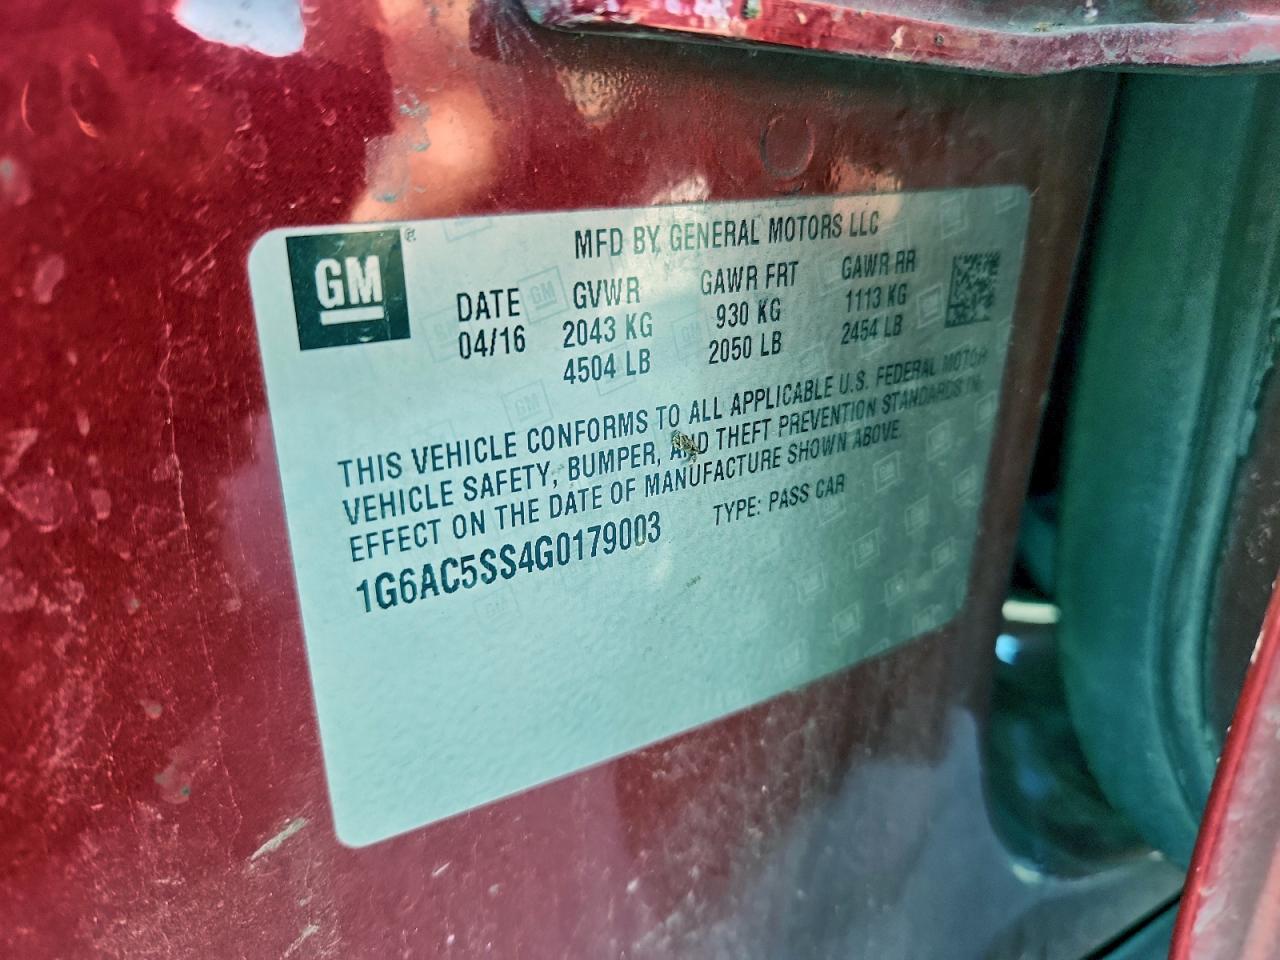 GM
MFD BY GENERAL MOTORS LLC
DATE GVWR GAWR FRT GAWR RR
04/16 2043 KG 930 KG 1113 KG
4504 LB 2050 LB 2454 LB
THIS VEHICLE CONFORMS TO ALL APPLICABLE U.S. FEDERAL MOTOR
VEHICLE SAFETY, BUMPER, AND THEFT PREVENTION STANDARDS IN
EFFECT ON THE DATE OF MANUFACTURE SHOWN ABOVE.
1G6AC5SS4G0179003 TYPE: PASS CAR